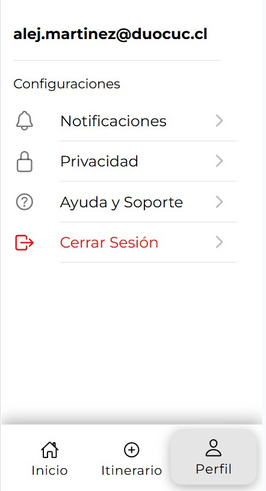 alej.martinez@duocuc.cl
Configuraciones
Notificaciones
Privacidad
Ayuda y Soporte
Cerrar Sesión
Inicio
Itinerario
Perfil